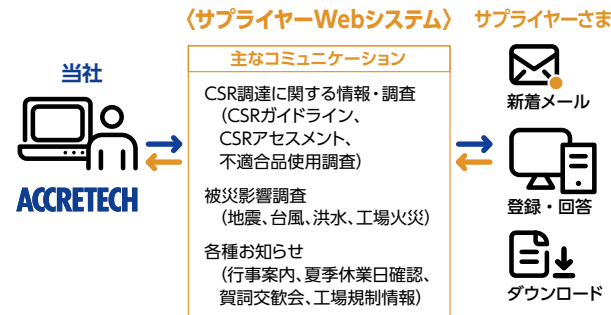 〈サプライヤーWebシステム〉
サプライヤーさま
当社
ACCRETECH
主なコミュニケーション
CSR調達に関する情報・調査
（CSRガイドライン、
CSRアセスメント、
不適合品使用調査）
被災影響調査
（地震、台風、洪水、工場火災）
各種お知らせ
（行事案内、夏季休業日確認、
賀詞交歓会、工場規制情報）
新着メール
登録・回答
ダウンロード